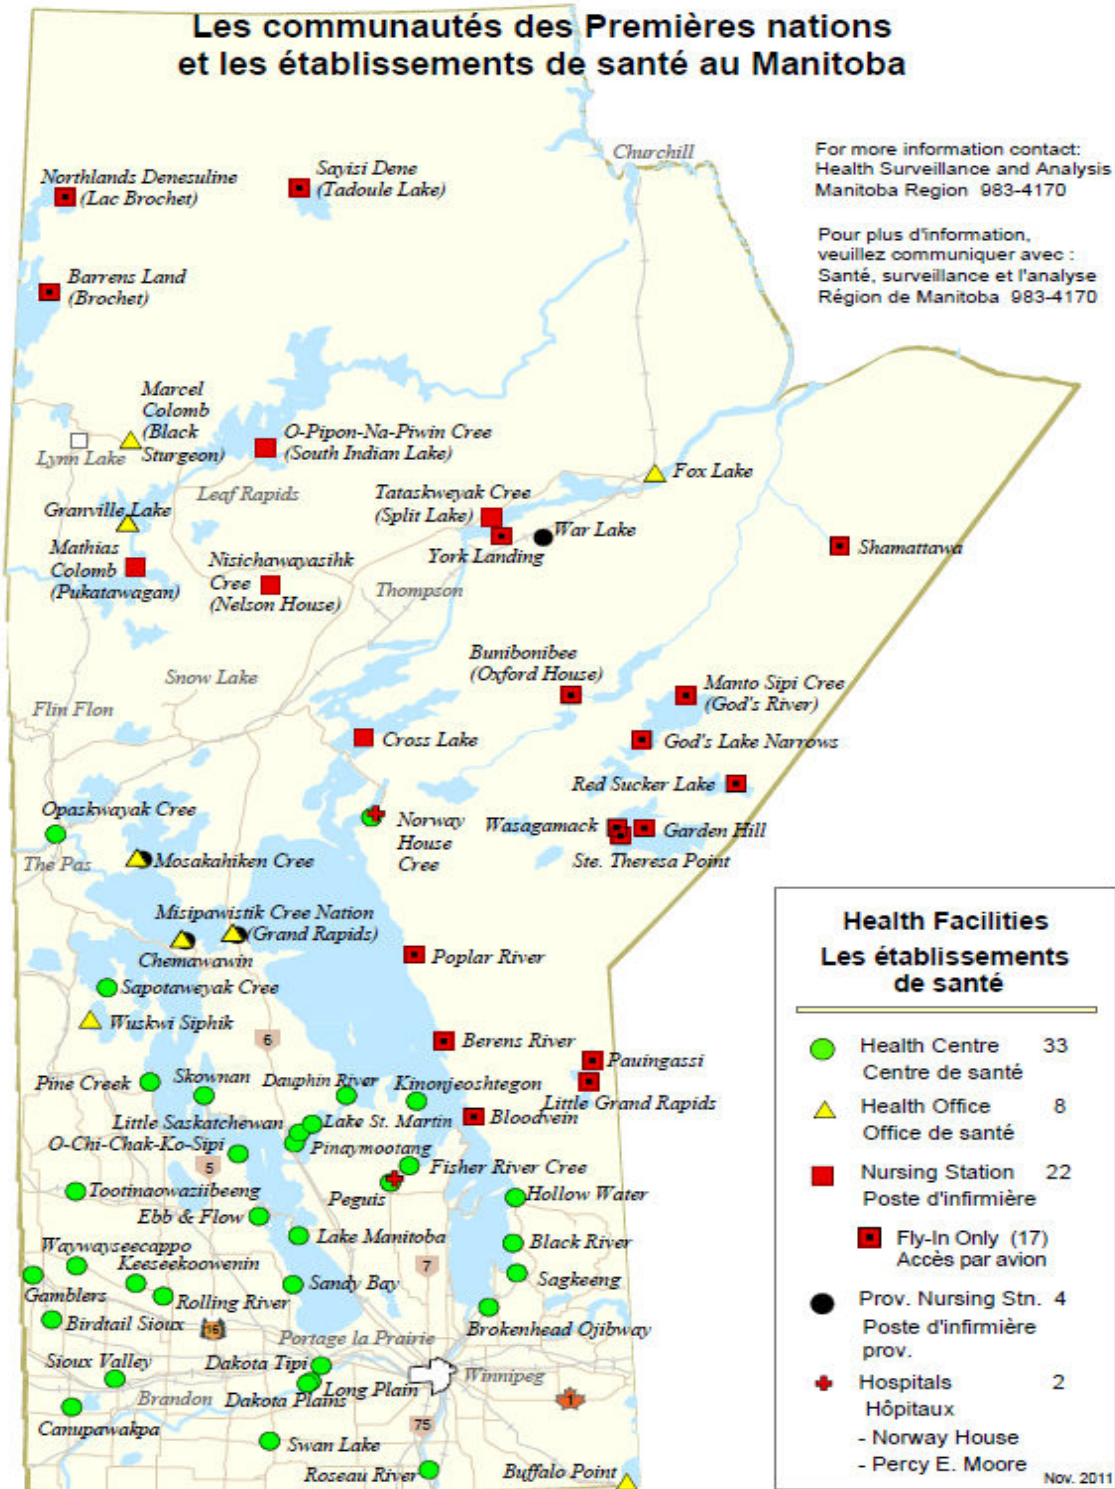 Les communautés des Premières nations
et les établissements de santé au Manitoba
For more information contact:
Health Surveillance and Analysis
Manitoba Region 983-4170
Pour plus d'information,
veuillez communiquer avec :
Santé, surveillance et l'analyse
Région de Manitoba 983-4170
Churchill
Northlands Denesuline
(Lac Brochet)
Sayisi Dene
(Tadoule Lake)
Barrens Land
(Brochet)
Marcel
Colomb
(Black
Sturgeon)
Lynn Lake
O-Pipon-Na-Piwin Cree
(South Indian Lake)
Leaf Rapids
Granville Lake
Tataskweyak Cree
(Split Lake)
Fox Lake
War Lake
York Landing
Shamattawa
Mathias
Colomb
(Pukatawagan)
Nisichawayasihk
Cree
(Nelson House)
Thompson
Bunibonibee
(Oxford House)
Manto Sipi Cree
(God's River)
Snow Lake
Flin Flon
Cross Lake
God's Lake Narrows
Red Sucker Lake
Opaskwayak Cree
The Pas
Norway
House
Cree
Wasagamack
Garden Hill
Ste. Theresa Point
Mosakahiken Cree
Misipawistik Cree Nation
(Grand Rapids)
Chemawawin
Poplar River
Sapotaweyak Cree
Wuskwi Siphik
6
Berens River
Pauingassi
Little Grand Rapids
Pine Creek
Skownan
Dauphin River
Kinonjeoshtegon
Bloodvein
Little Saskatchewan
Lake St. Martin
O-Chi-Chak-Ko-Sipi
Pinaymootang
5
Fisher River Cree
Peguis
Tootinaowaziibeeng
Hollow Water
Ebb & Flow
Lake Manitoba
Black River
Waywayseecappo
Keeseekoowenin
7
Gamblers
Rolling River
Sandy Bay
Sagkeeng
Birdtail Sioux
16
Portage la Prairie
Brokenhead Ojibway
Sioux Valley
Dakota Tipi
Winnipeg
Brandon
Dakota Plains
Long Plain
1
Canupawakpa
75
Swan Lake
Roseau River
Buffalo Point
Health Facilities
Les établissements
de santé
Health Centre 33
Centre de santé
Health Office 8
Office de santé
Nursing Station 22
Poste d'infirmière
Fly-In Only (17)
Accès par avion
Prov. Nursing Stn. 4
Poste d'infirmière
prov.
Hospitals 2
Hôpitaux
- Norway House
- Percy E. Moore
Nov. 2011